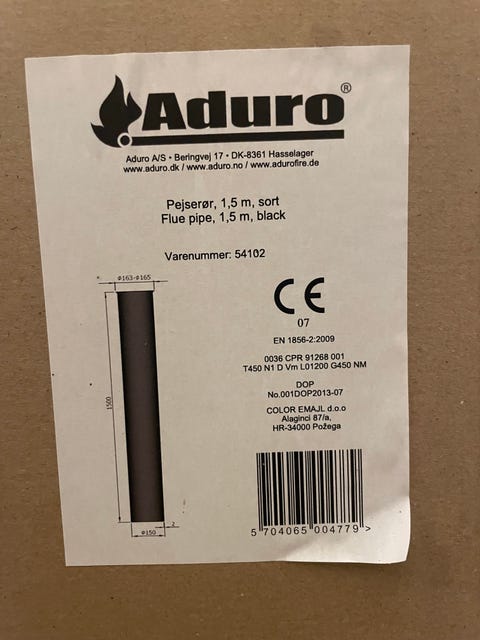 Aduro®
Aduro A/S • Beringvej 17 • DK-8361 Hasselager
www.aduro.dk / www.aduro.no / www.adurofire.de
Pejserør, 1,5 m, sort
Flue pipe, 1,5 m, black
Varenummer: 54102
* ø163-ø165
CE
07
EN 1856-2:2009
0036 CPR 91268 001
T450 N1 D Vm L01200 G450 NM
DOP
No.001DOP2013-07
COLOR EMAJL d.o.o
Alaginci 87/a,
HR-34000 Požega
1500
2
ø150
5 704065 004779 >